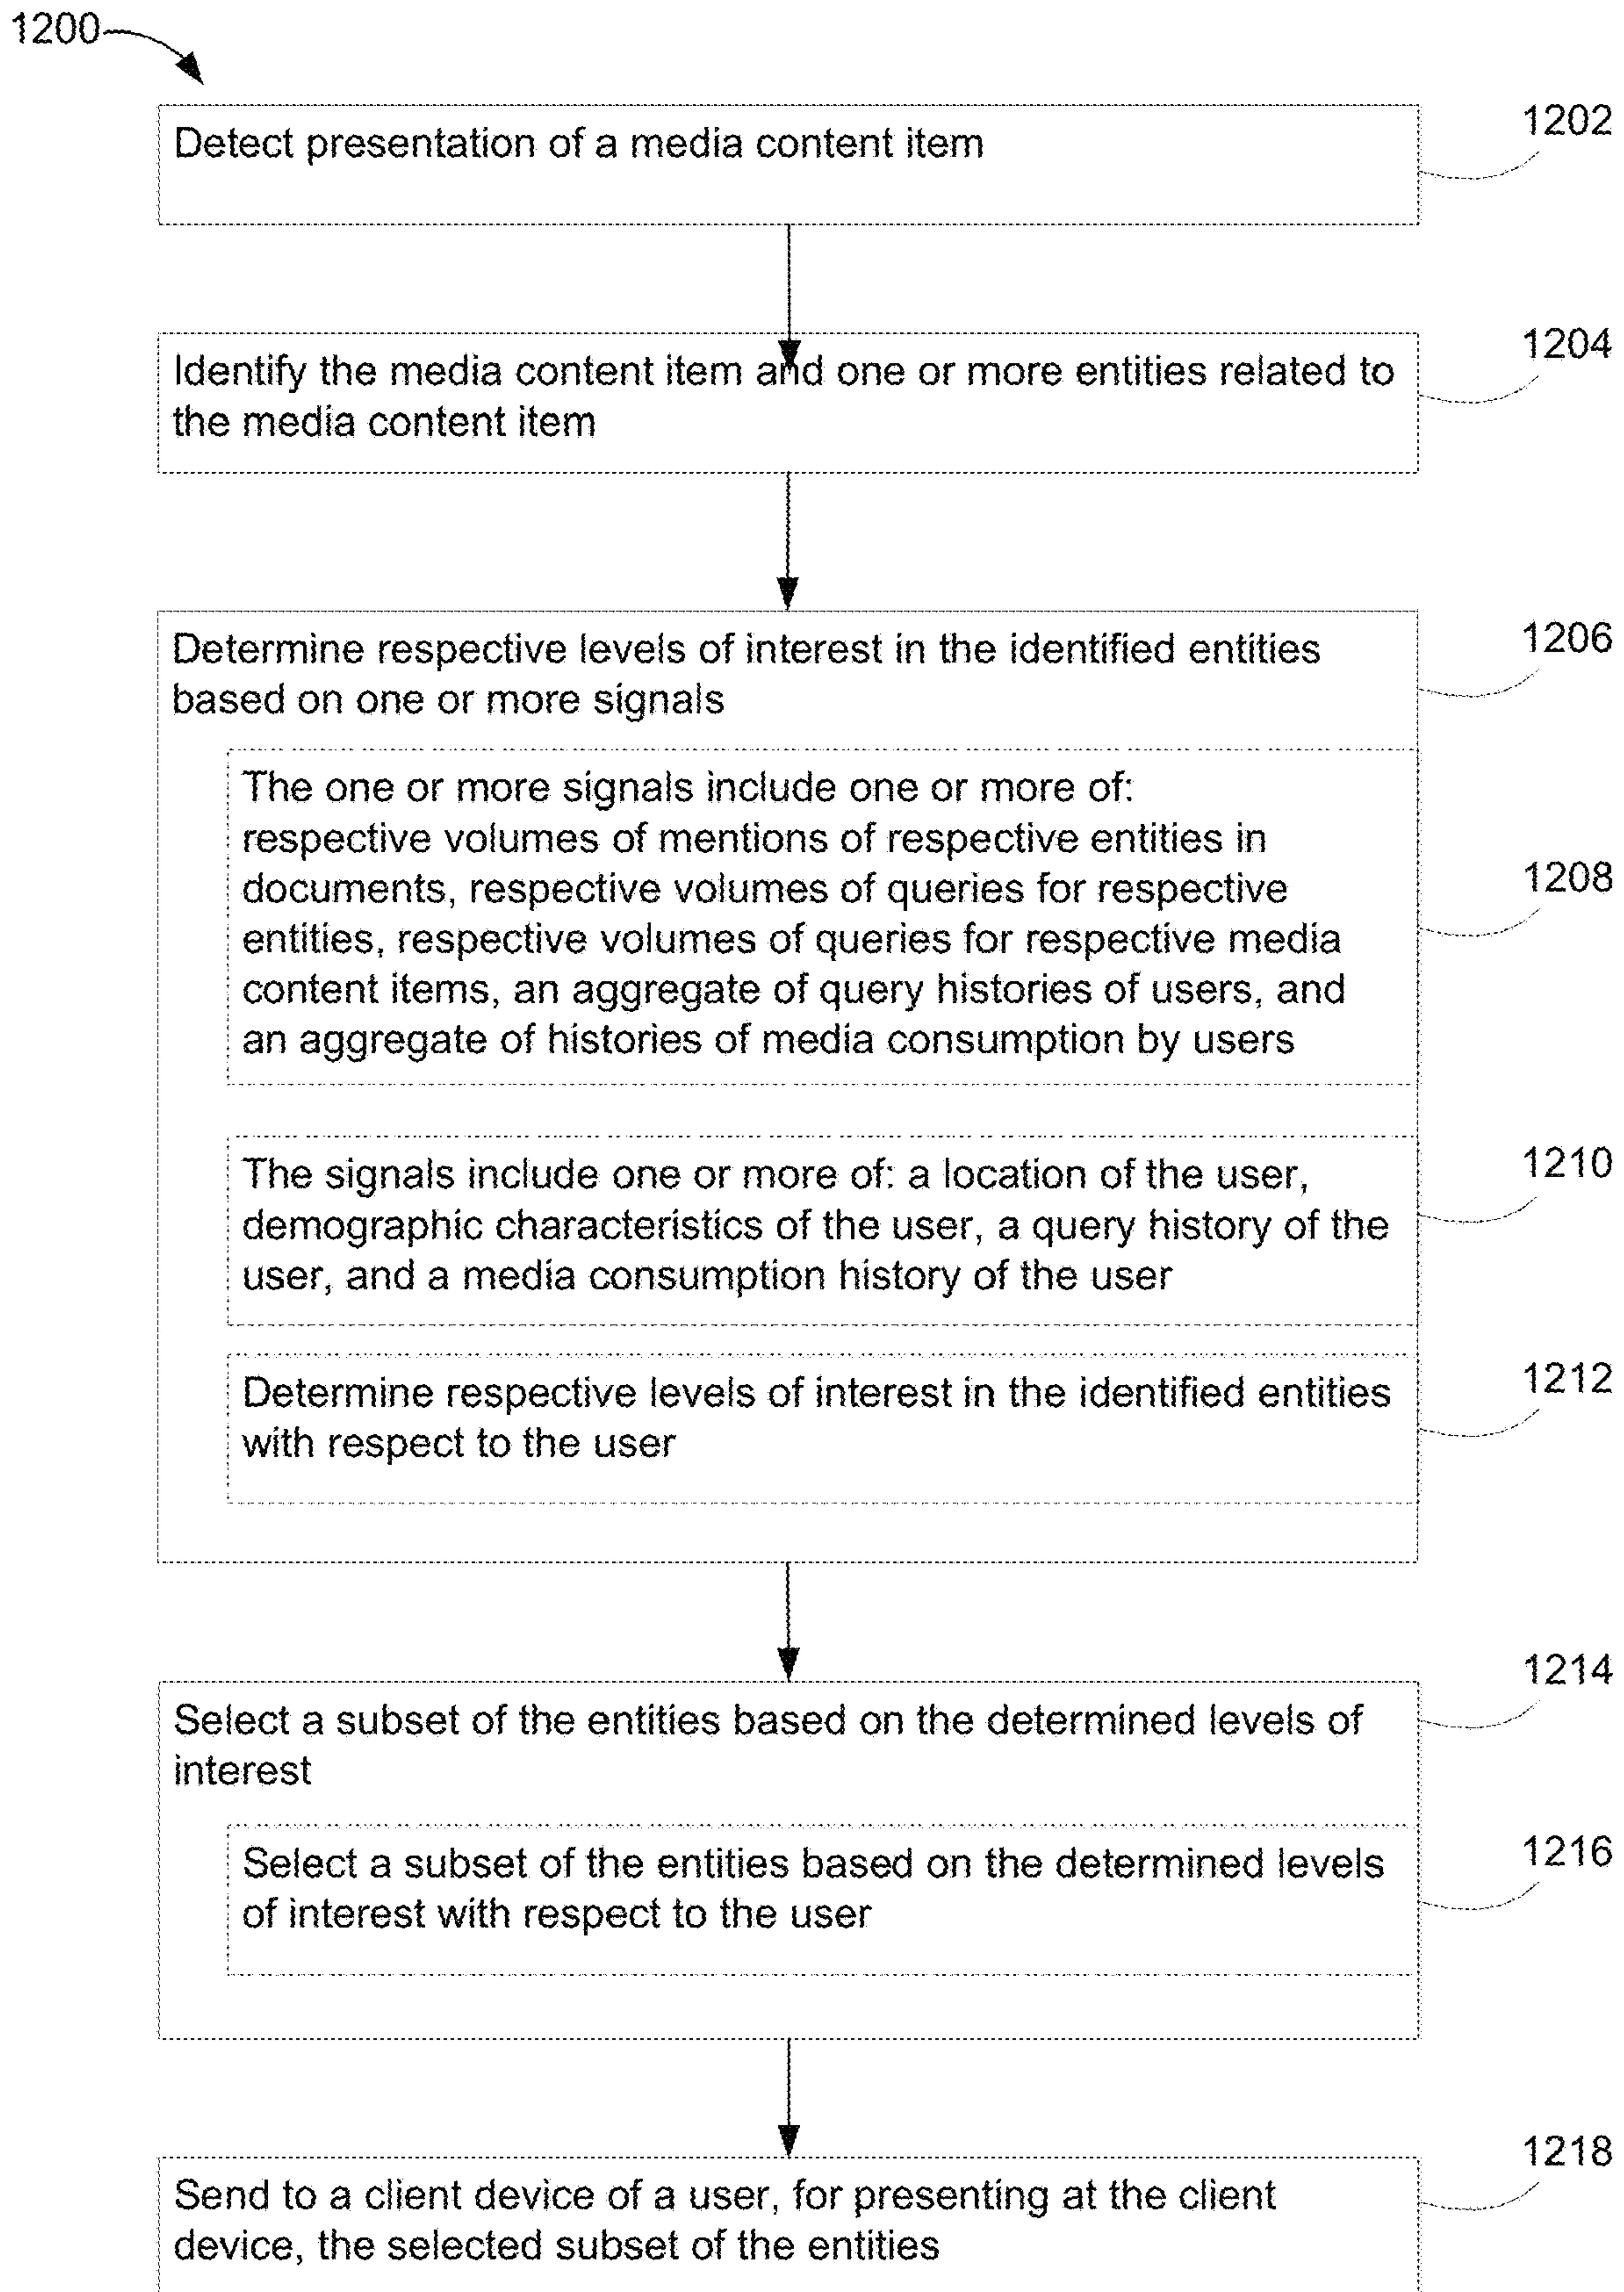 1200
Detect presentation of a media content item
1202
Identify the media content item and one or more entities related to
the media content item
1204
Determine respective levels of interest in the identified entities
based on one or more signals
1206
The one or more signals include one or more of:
respective volumes of mentions of respective entities in
documents, respective volumes of queries for respective
entities, respective volumes of queries for respective media
content items, an aggregate of query histories of users, and
an aggregate of histories of media consumption by users
1208
The signals include one or more of: a location of the user,
demographic characteristics of the user, a query history of the
user, and a media consumption history of the user
1210
Determine respective levels of interest in the identified entities
with respect to the user
1212
Select a subset of the entities based on the determined levels of
interest
1214
Select a subset of the entities based on the determined levels
of interest with respect to the user
1216
Send to a client device of a user, for presenting at the client
device, the selected subset of the entities
1218